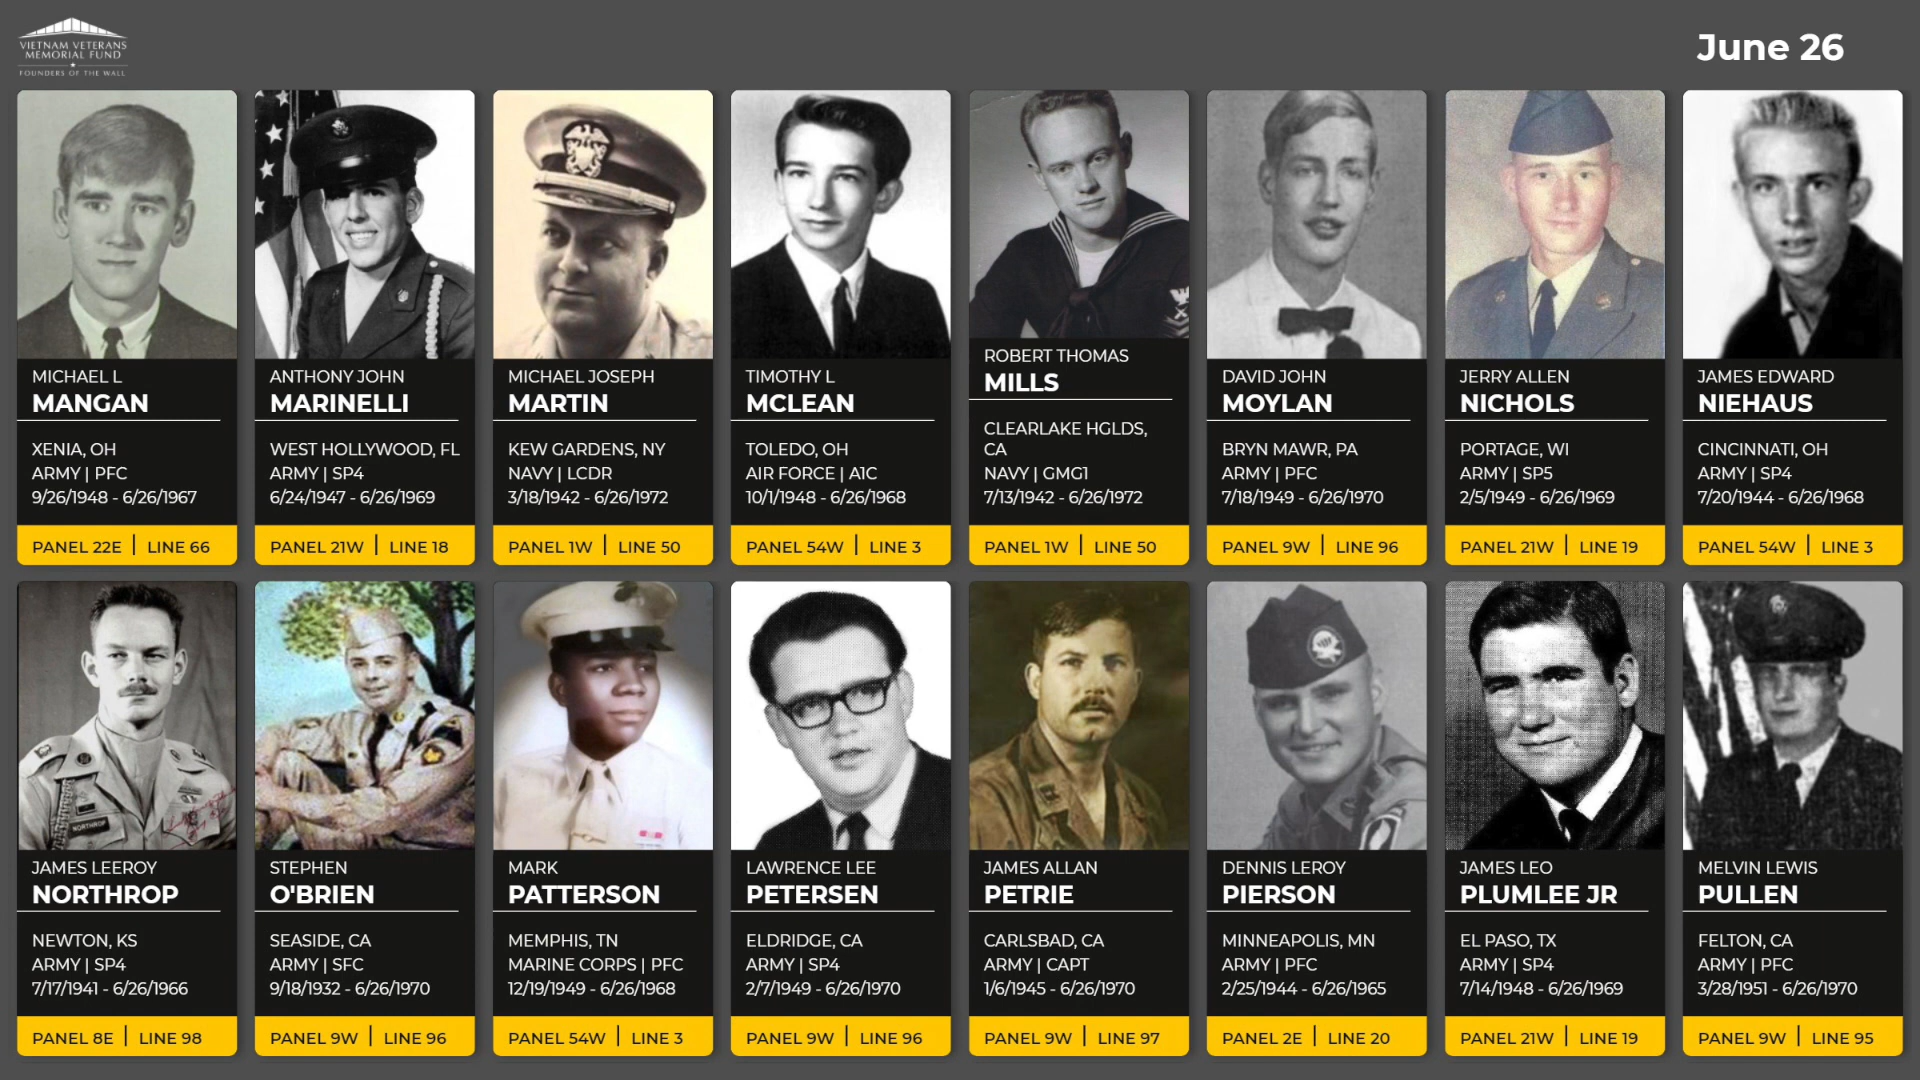 VIETNAM VETERANS
MEMORIAL FUND
FOUNDERS OF THE WALL
June 26
MICHAEL L
MANGAN
XENIA, OH
ARMY | PFC
9/26/1948 - 6/26/1967
PANEL 22E | LINE 66
ANTHONY JOHN
MARINELLI
WEST HOLLYWOOD, FL
ARMY | SP4
6/24/1947 - 6/26/1969
PANEL 21W | LINE 18
MICHAEL JOSEPH
MARTIN
KEW GARDENS, NY
NAVY | LCDR
3/18/1942 - 6/26/1972
PANEL 1W | LINE 50
TIMOTHY L
MCLEAN
TOLEDO, OH
AIR FORCE | A1C
10/1/1948 - 6/26/1968
PANEL 54W | LINE 3
ROBERT THOMAS
MILLS
CLEARLAKE HGLDS,
CA
NAVY | GMG1
7/13/1942 - 6/26/1972
PANEL 1W | LINE 50
DAVID JOHN
MOYLAN
BRYN MAWR, PA
ARMY | PFC
7/18/1949 - 6/26/1970
PANEL 9W | LINE 96
JERRY ALLEN
NICHOLS
PORTAGE, WI
ARMY | SP5
2/5/1949 - 6/26/1969
PANEL 21W | LINE 19
JAMES EDWARD
NIEHAUS
CINCINNATI, OH
ARMY | SP4
7/20/1944 - 6/26/1968
PANEL 54W | LINE 3
NORTHROP
JAMES LEEROY
NORTHROP
NEWTON, KS
ARMY | SP4
7/17/1941 - 6/26/1966
PANEL 8E | LINE 98
STEPHEN
O'BRIEN
SEASIDE, CA
ARMY | SFC
9/18/1932 - 6/26/1970
PANEL 9W | LINE 96
MARK
PATTERSON
MEMPHIS, TN
MARINE CORPS | PFC
12/19/1949 - 6/26/1968
PANEL 54W | LINE 3
LAWRENCE LEE
PETERSEN
ELDRIDGE, CA
ARMY | SP4
2/7/1949 - 6/26/1970
PANEL 9W | LINE 96
JAMES ALLAN
PETRIE
CARLSBAD, CA
ARMY | CAPT
1/6/1945 - 6/26/1970
PANEL 9W | LINE 97
DENNIS LEROY
PIERSON
MINNEAPOLIS, MN
ARMY | PFC
2/25/1944 - 6/26/1965
PANEL 2E | LINE 20
JAMES LEO
PLUMLEE JR
EL PASO, TX
ARMY | SP4
7/14/1948 - 6/26/1969
PANEL 21W | LINE 19
MELVIN LEWIS
PULLEN
FELTON, CA
ARMY | PFC
3/28/1951 - 6/26/1970
PANEL 9W | LINE 95